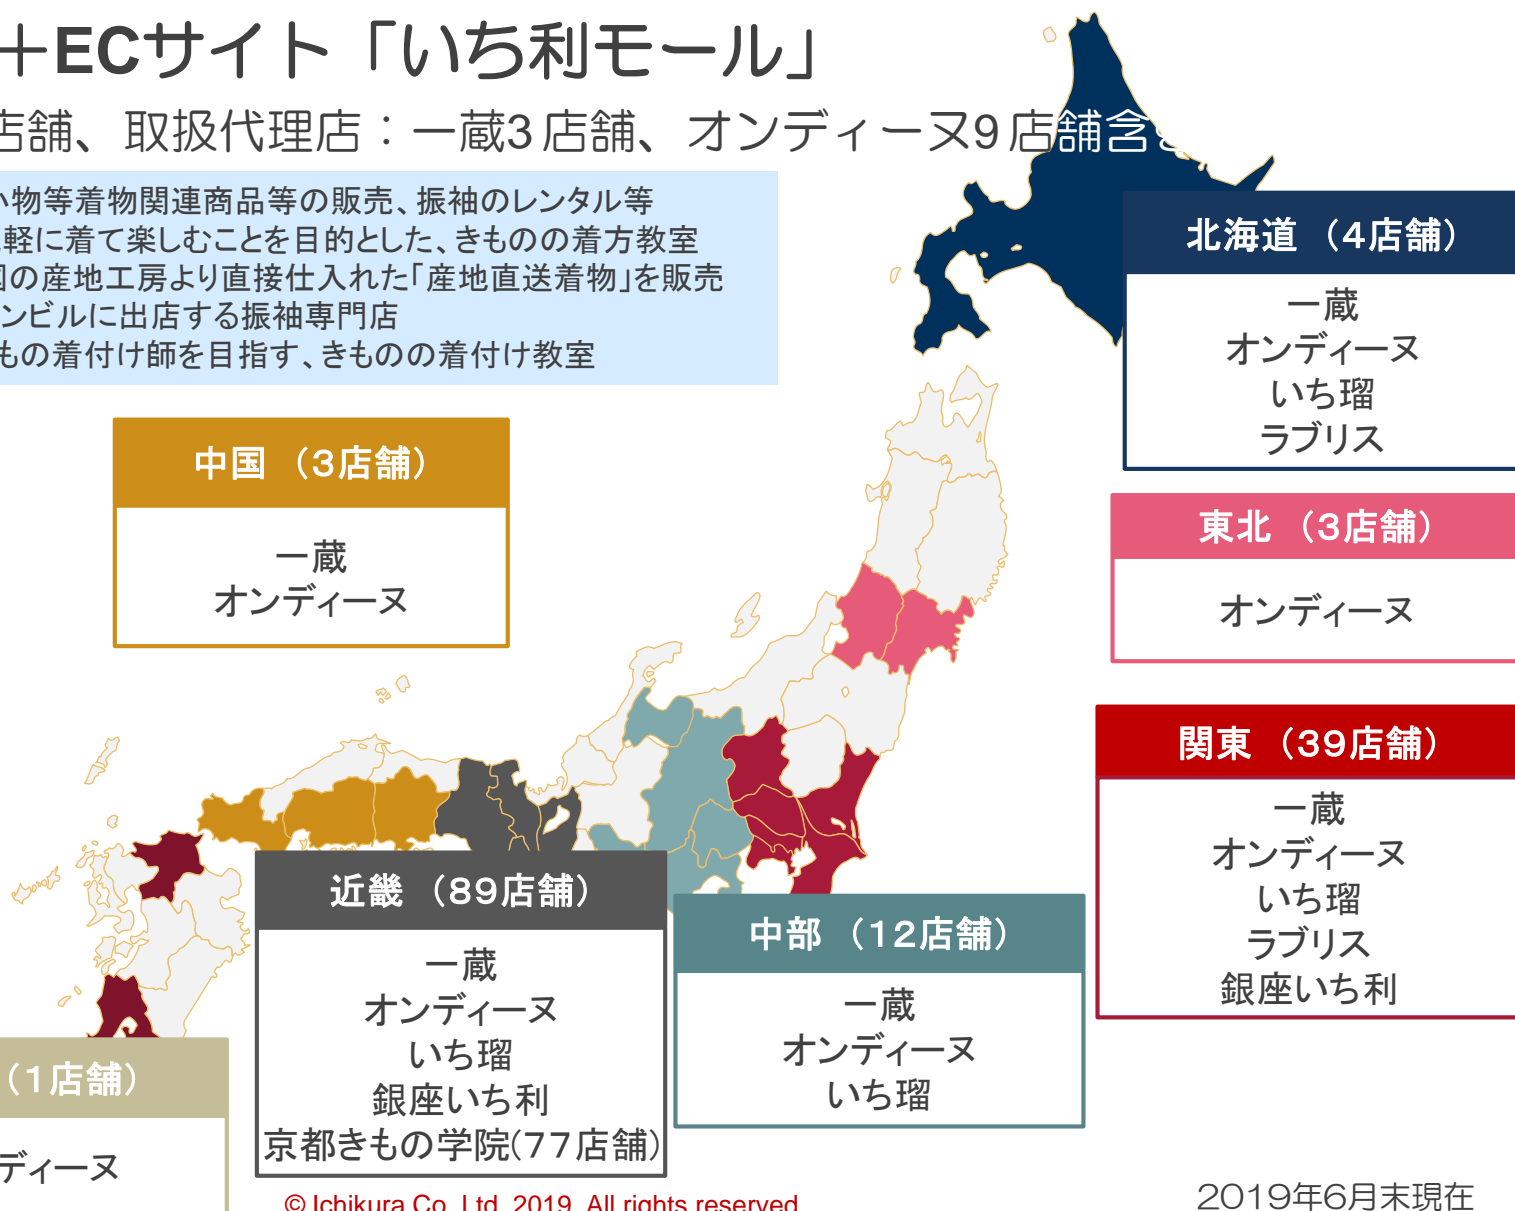 ＋ECサイト「いち利モール」
店舗、取扱代理店：一蔵3店舗、オンディーヌ9店舗含
小物等着物関連商品等の販売、振袖のレンタル等
軽に着て楽しむことを目的とした、きものの着方教室
国の産地工房より直接仕入れた「産地直送着物」を販売
ンビルに出店する振袖専門店
もの着付け師を目指す、きものの着付け教室
北海道（4店舗）
一蔵
オンディーヌ
いち瑠
ラブリス
中国（3店舗）
一蔵
オンディーヌ
東北（3店舗）
オンディーヌ
関東（39店舗）
一蔵
オンディーヌ
いち瑠
ラブリス
銀座いち利
近畿（89店舗）
一蔵
オンディーヌ
いち瑠
銀座いち利
京都きもの学院(77店舗)
中部（12店舗）
一蔵
オンディーヌ
いち瑠
（1店舗）
ディーヌ
© Ichikura Co. Ltd. 2019. All rights reserved
2019年6月末現在